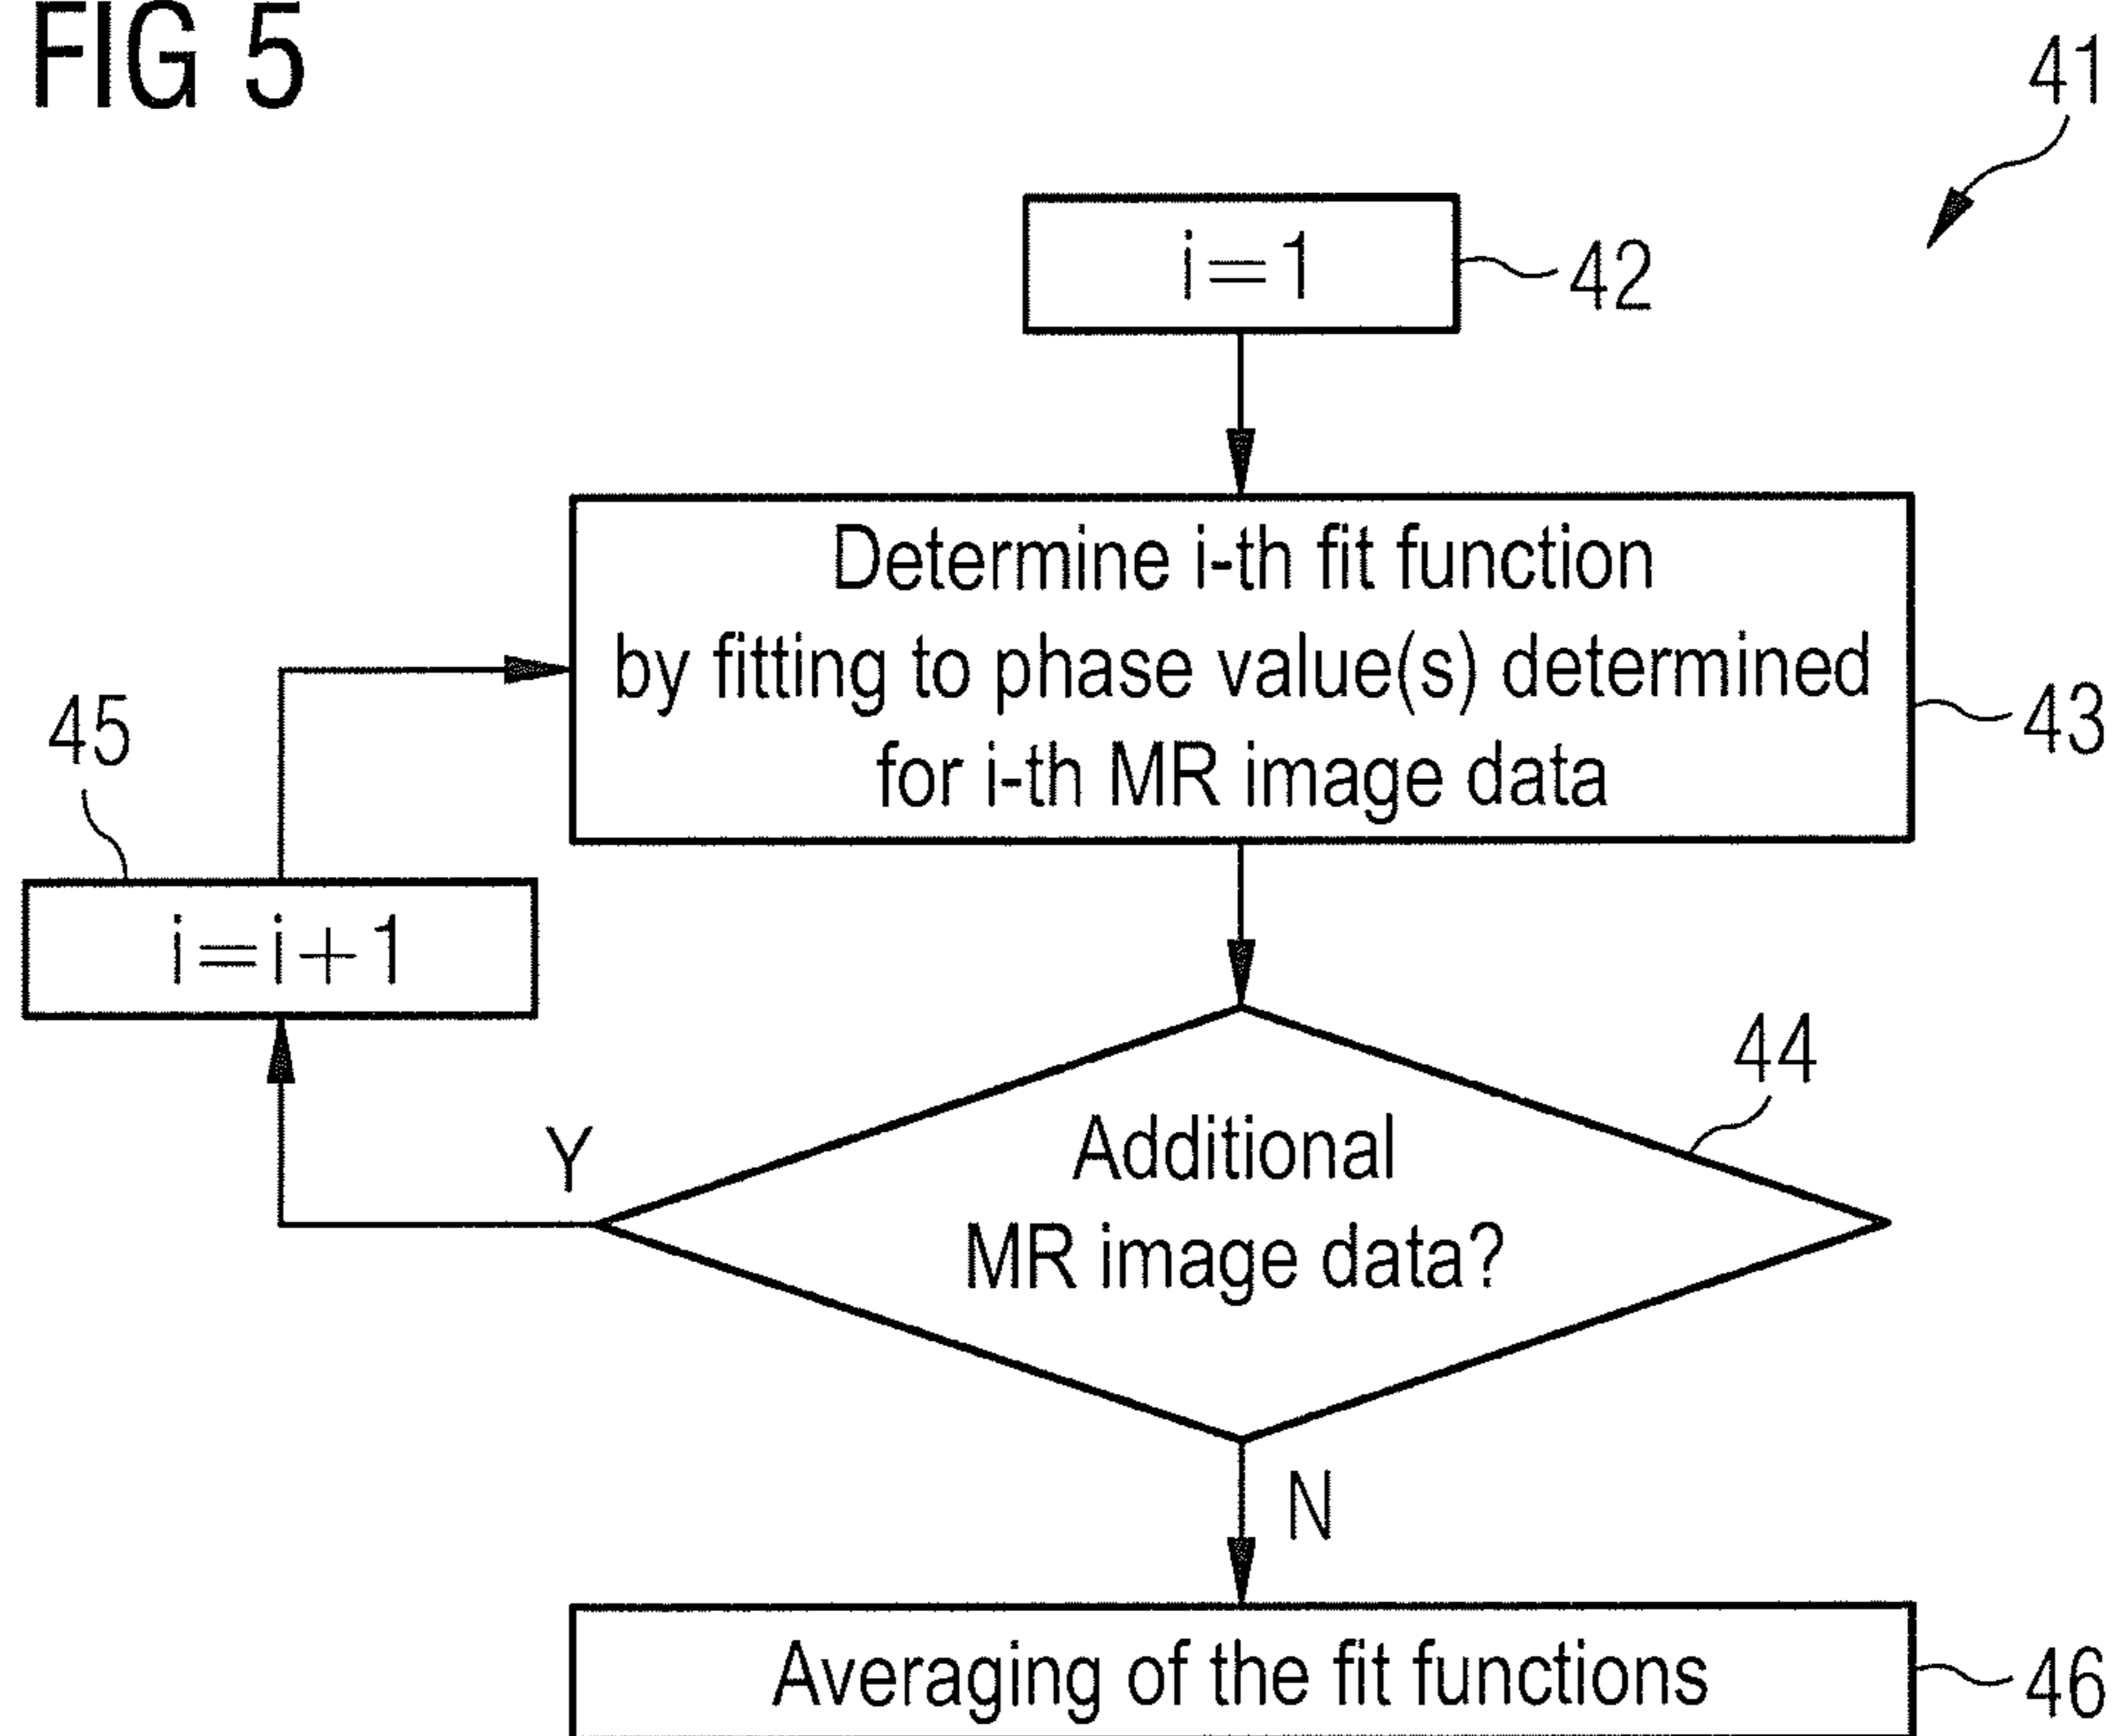 FIG 5
41
i=1
42
Determine i-th fit function
by fitting to phase value(s) determined
for i-th MR image data
43
45
i=i+1
44
Additional
MR image data?
Y
N
Averaging of the fit functions
46